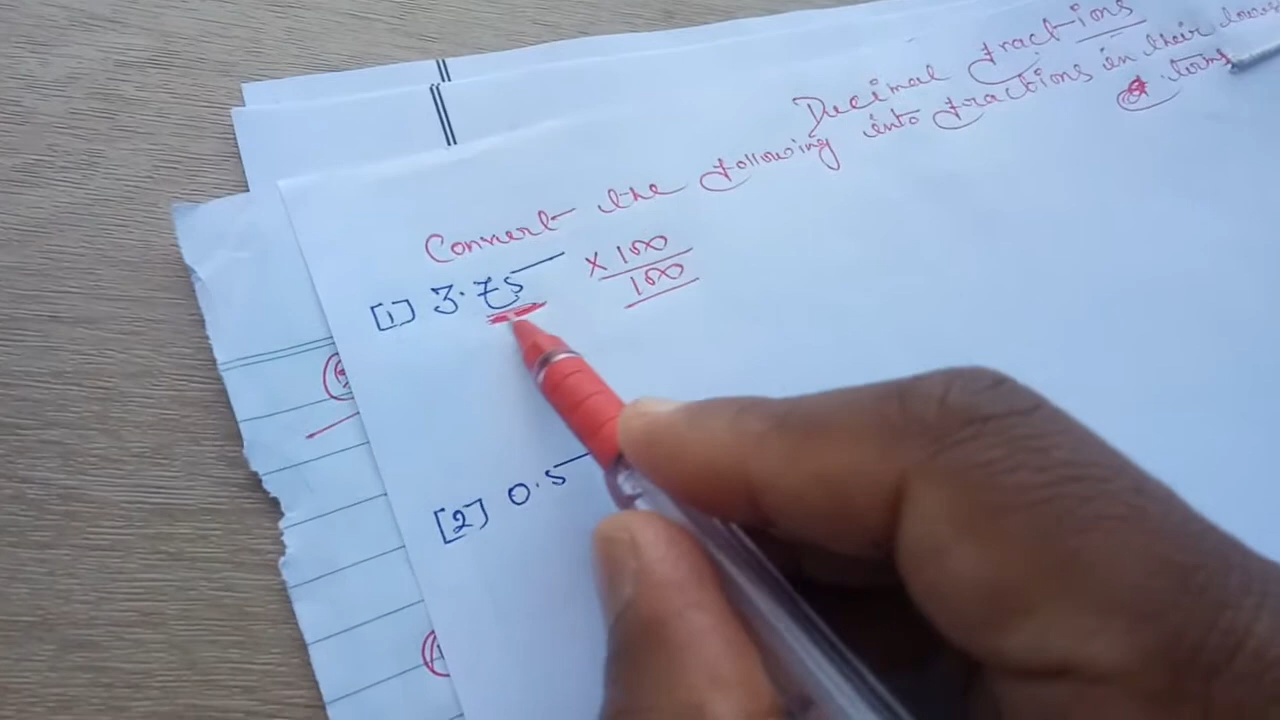 Decimal fractions
Convert the following into fractions in their lowest terms
[1] 3.75 × 100
100
[2] 0.5